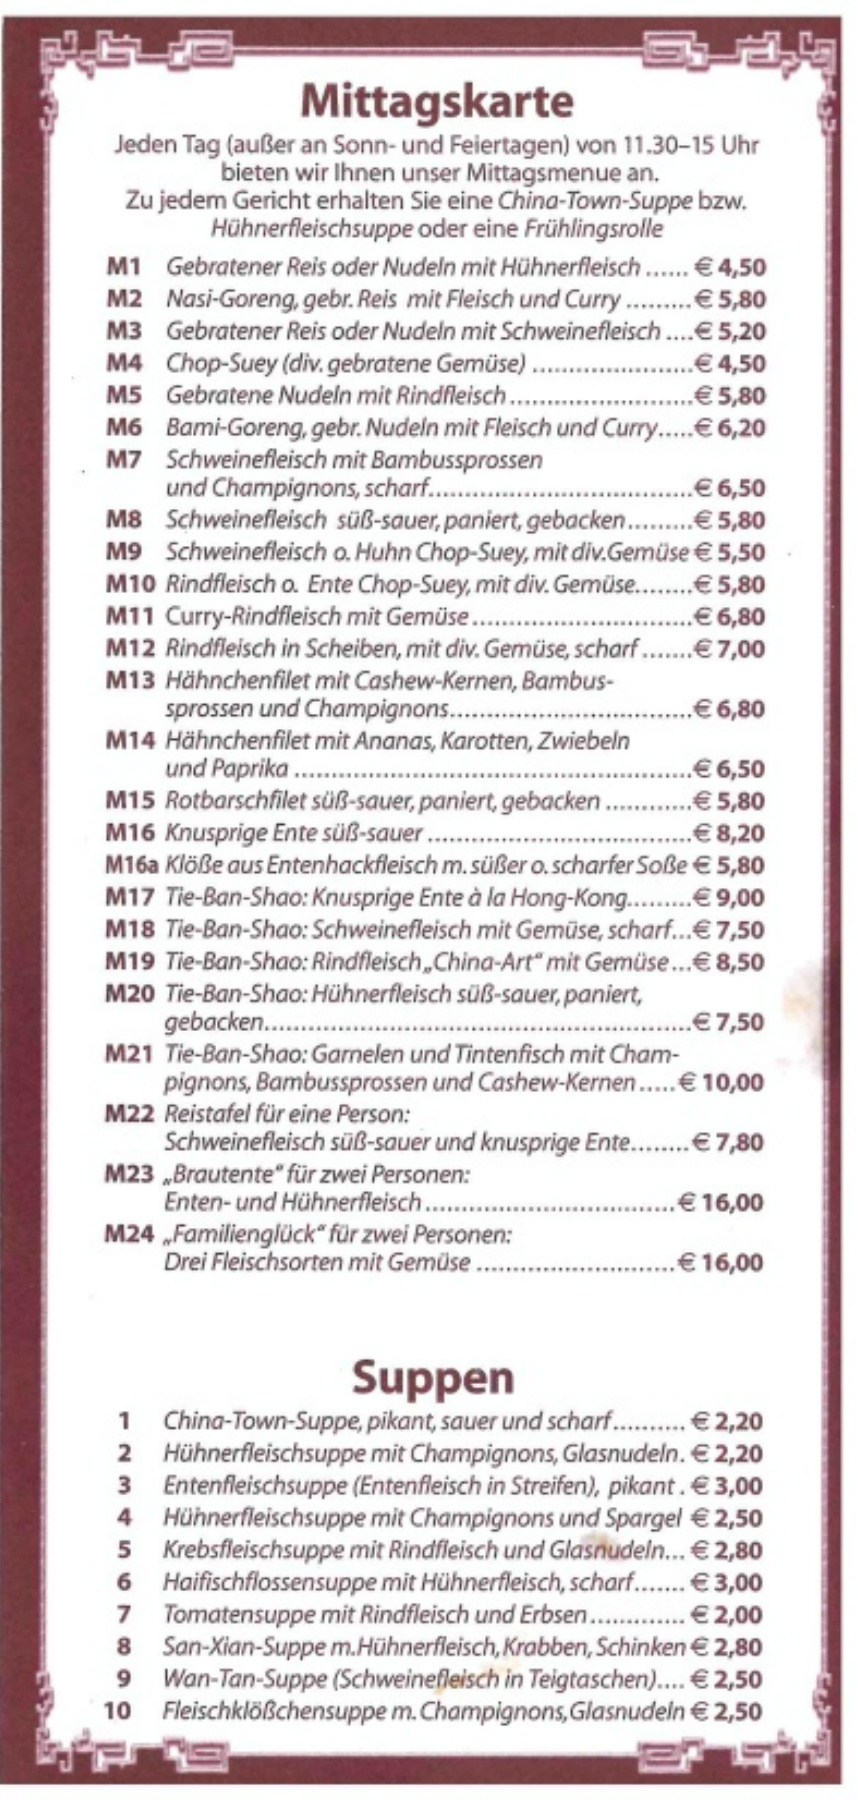 Mittagskarte
Jeden Tag (außer an Sonn- und Feiertagen) von 11.30–15 Uhr
bieten wir Ihnen unser Mittagsmenue an.
Zu jedem Gericht erhalten Sie eine China-Town-Suppe bzw.
Hühnerfleischsuppe oder eine Frühlingsrolle
M1 Gebratener Reis oder Nudeln mit Hühnerfleisch ...... € 4,50
M2 Nasi-Goreng, gebr. Reis mit Fleisch und Curry ......... € 5,80
M3 Gebratener Reis oder Nudeln mit Schweinefleisch .... € 5,20
M4 Chop-Suey (div. gebratene Gemüse) ...................... € 4,50
M5 Gebratene Nudeln mit Rindfleisch ......................... € 5,80
M6 Bami-Goreng, gebr. Nudeln mit Fleisch und Curry..... € 6,20
M7 Schweinefleisch mit Bambussprossen
und Champignons, scharf.................................... € 6,50
M8 Schweinefleisch süß-sauer, paniert, gebacken ......... € 5,80
M9 Schweinefleisch o. Huhn Chop-Suey, mit div.Gemüse € 5,50
M10 Rindfleisch o. Ente Chop-Suey, mit div. Gemüse........ € 5,80
M11 Curry-Rindfleisch mit Gemüse .............................. € 6,80
M12 Rindfleisch in Scheiben, mit div. Gemüse, scharf ....... € 7,00
M13 Hähnchenfilet mit Cashew-Kernen, Bambus-
sprossen und Champignons................................. € 6,80
M14 Hähnchenfilet mit Ananas, Karotten, Zwiebeln
und Paprika ...................................................... € 6,50
M15 Rotbarschfilet süß-sauer, paniert, gebacken ............ € 5,80
M16 Knusprige Ente süß-sauer .................................... € 8,20
M16a Klöße aus Entenhackfleisch m. süßer o. scharfer Soße € 5,80
M17 Tie-Ban-Shao: Knusprige Ente à la Hong-Kong......... € 9,00
M18 Tie-Ban-Shao: Schweinefleisch mit Gemüse, scharf... € 7,50
M19 Tie-Ban-Shao: Rindfleisch „China-Art“ mit Gemüse ... € 8,50
M20 Tie-Ban-Shao: Hühnerfleisch süß-sauer, paniert,
gebacken.......................................................... € 7,50
M21 Tie-Ban-Shao: Garnelen und Tintenfisch mit Cham-
pignons, Bambussprossen und Cashew-Kernen ..... € 10,00
M22 Reistafel für eine Person:
Schweinefleisch süß-sauer und knusprige Ente........ € 7,80
M23 „Brautente“ für zwei Personen:
Enten- und Hühnerfleisch .................................. € 16,00
M24 „Familienglück“ für zwei Personen:
Drei Fleischsorten mit Gemüse ........................... € 16,00
Suppen
1 China-Town-Suppe, pikant, sauer und scharf.......... € 2,20
2 Hühnerfleischsuppe mit Champignons, Glasnudeln. € 2,20
3 Entenfleischsuppe (Entenfleisch in Streifen), pikant . € 3,00
4 Hühnerfleischsuppe mit Champignons und Spargel € 2,50
5 Krebsfleischsuppe mit Rindfleisch und Glasnudeln... € 2,80
6 Haifischflossensuppe mit Hühnerfleisch, scharf....... € 3,00
7 Tomatensuppe mit Rindfleisch und Erbsen............. € 2,00
8 San-Xian-Suppe m.Hühnerfleisch, Krabben, Schinken € 2,80
9 Wan-Tan-Suppe (Schweinefleisch in Teigtaschen).... € 2,50
10 Fleischklößchensuppe m. Champignons, Glasnudeln € 2,50